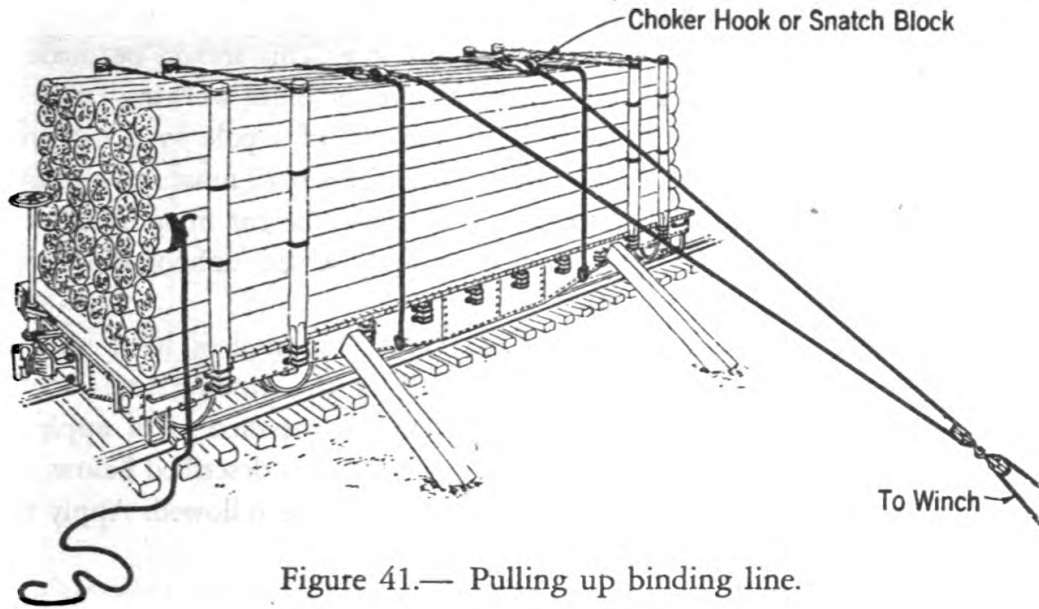 Choker Hook or Snatch Block
To Winch
Figure 41.— Pulling up binding line.